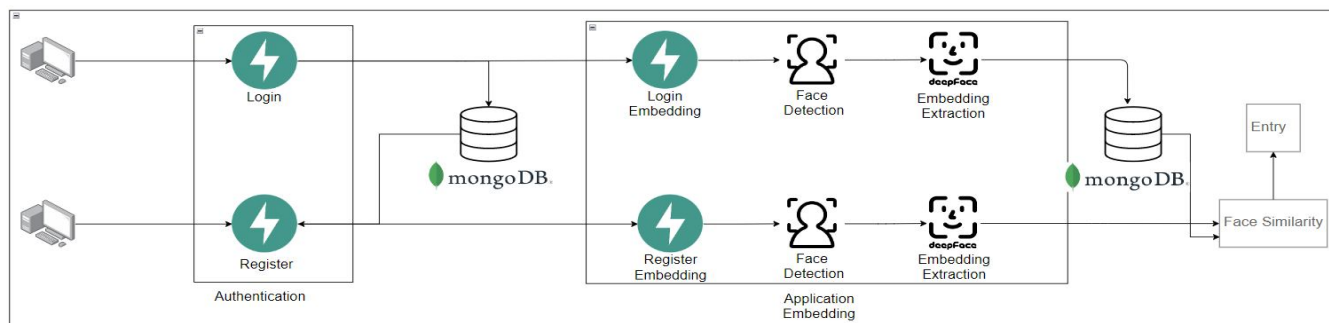 Login
Login
Embedding
Face
Detection
deepFace
Embedding
Extraction
mongoDB.
mongoDB.
Entry
Register
Register
Embedding
Face
Detection
deepFace
Embedding
Extraction
Face Similarity
Authentication
Application
Embedding